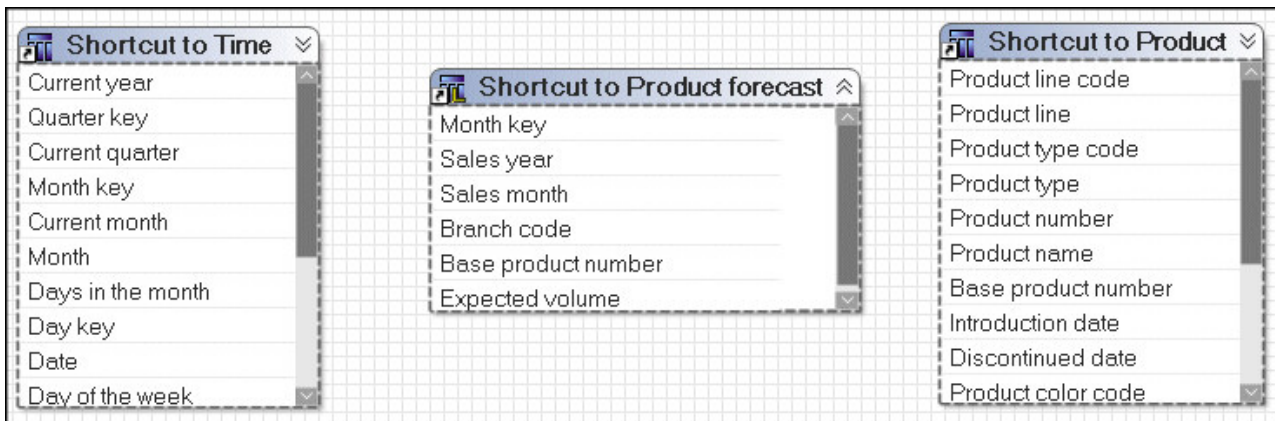 Shortcut to Time
Current year
Quarter key
Current quarter
Month key
Current month
Month
Days in the month
Day key
Date
Day of the week
Shortcut to Product forecast
Month key
Sales year
Sales month
Branch code
Base product number
Expected volume
Shortcut to Product
Product line code
Product line
Product type code
Product type
Product number
Product name
Base product number
Introduction date
Discontinued date
Product color code